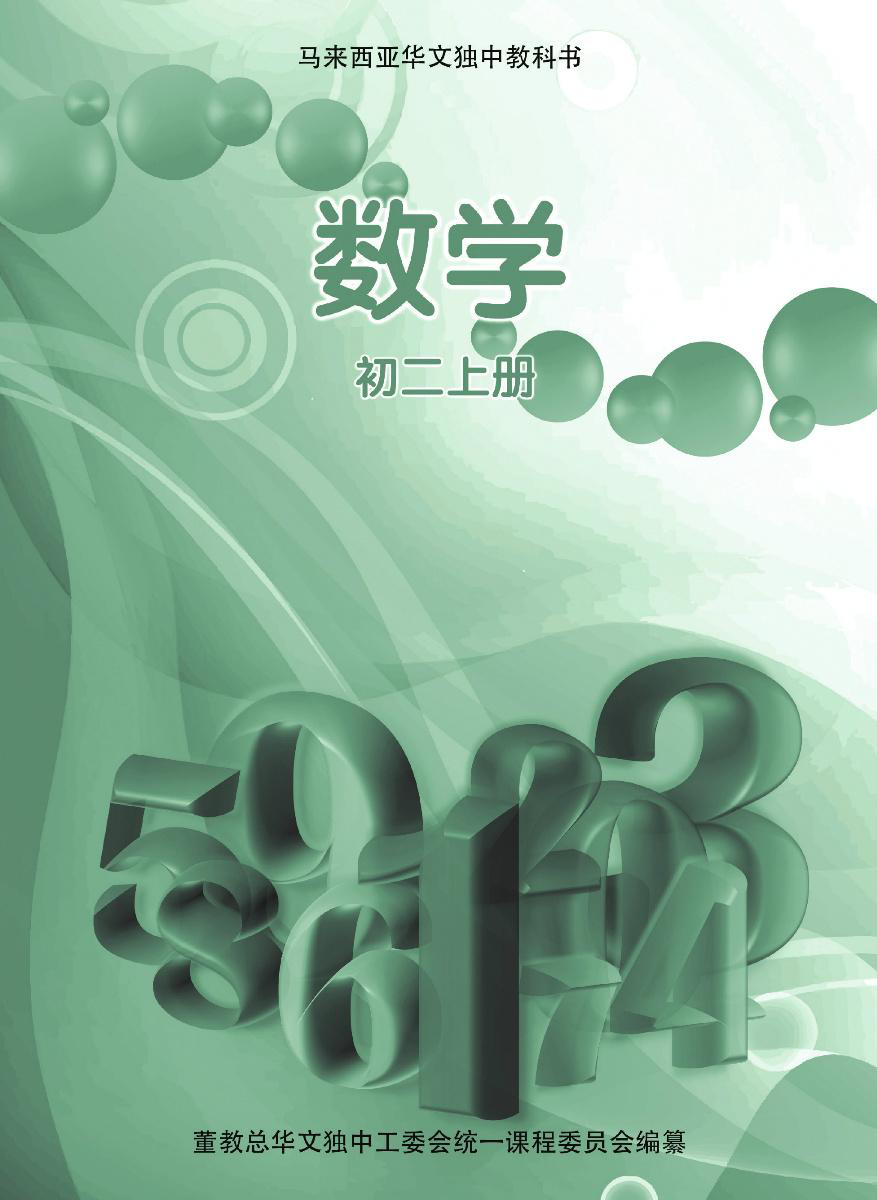 马来西亚华文独中教科书
数学
初二上册
董教总华文独中工委会统一课程委员会编纂